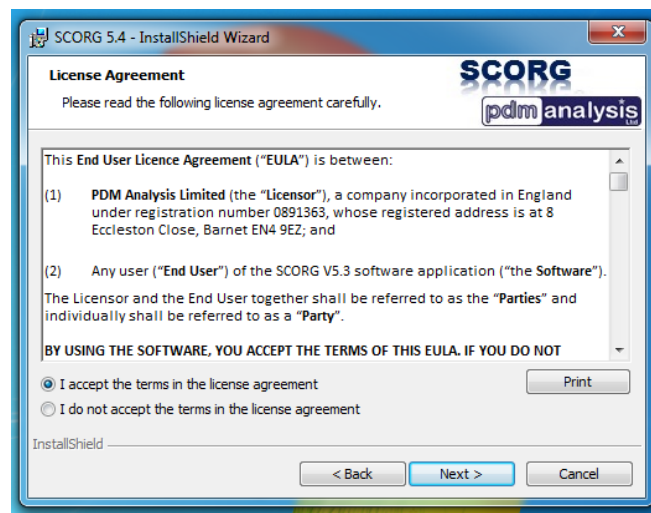 SCORG 5.4 - InstallShield Wizard
License Agreement
Please read the following license agreement carefully.
SCORG
pdm analysis
Ltd
This End User Licence Agreement ("EULA") is between:
(1) PDM Analysis Limited (the "Licensor"), a company incorporated in England
under registration number 0891363, whose registered address is at 8
Eccleston Close, Barnet EN4 9EZ; and
(2) Any user ("End User") of the SCORG V5.3 software application ("the Software").
The Licensor and the End User together shall be referred to as the "Parties" and
individually shall be referred to as a "Party".
BY USING THE SOFTWARE, YOU ACCEPT THE TERMS OF THIS EULA. IF YOU DO NOT
I accept the terms in the license agreement
Print
I do not accept the terms in the license agreement
InstallShield
< Back
Next >
Cancel